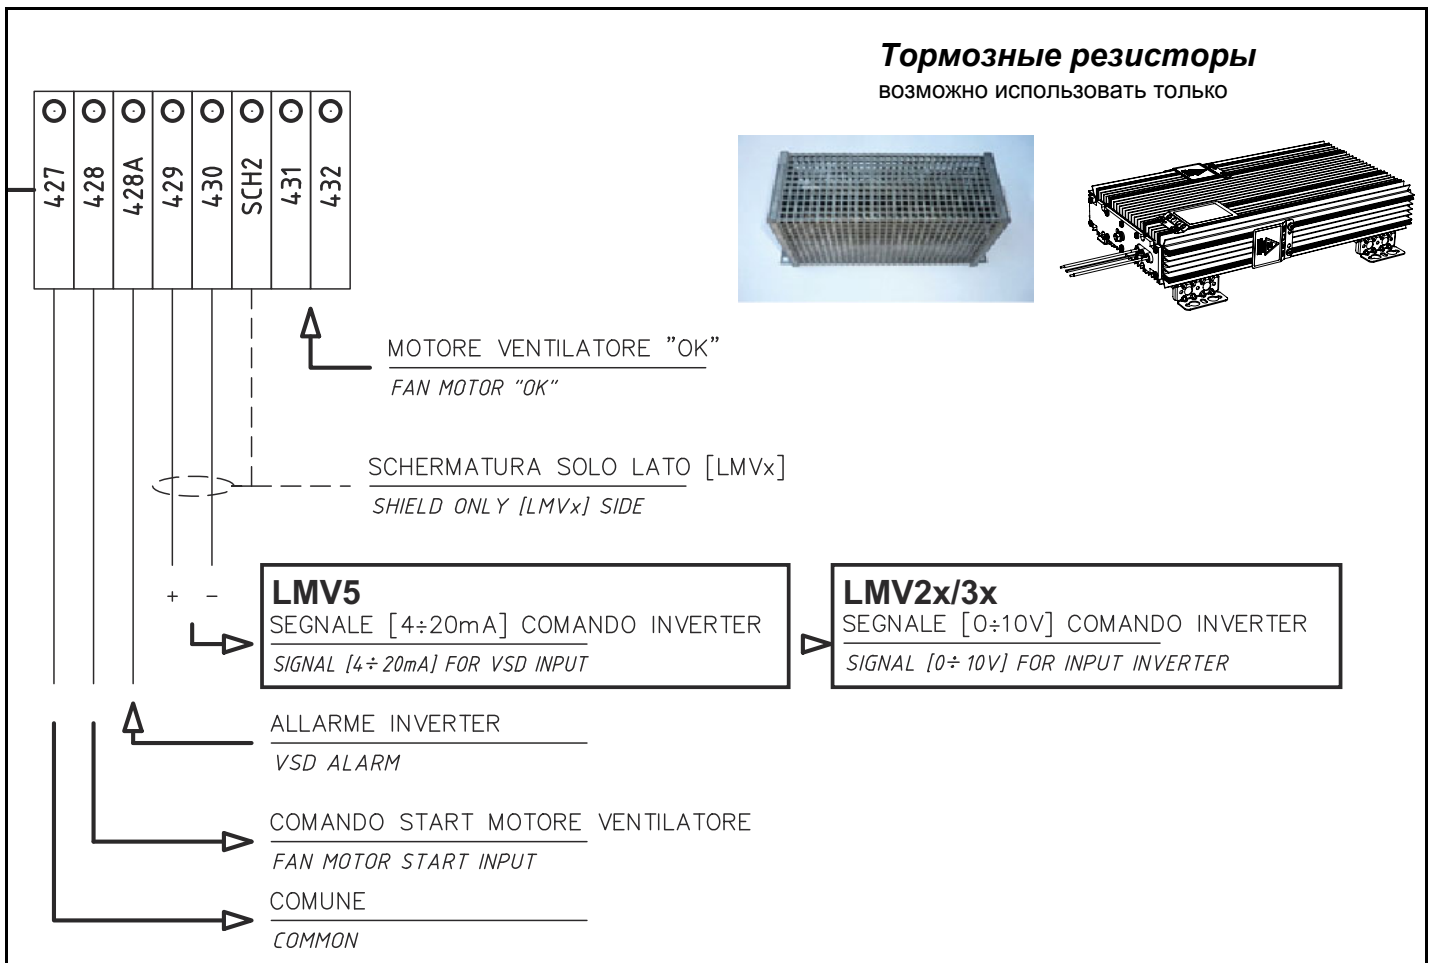 Тормозные резисторы
возможно использовать только
427
428
428A
429
430
SCH2
431
432
MOTORE VENTILATORE "OK"
FAN MOTOR "OK"
SCHERMATURA SOLO LATO [LMVx]
SHIELD ONLY [LMVx] SIDE
+ −
LMV5
SEGNALE [4÷20mA] COMANDO INVERTER
SIGNAL [4÷20mA] FOR VSD INPUT
LMV2x/3x
SEGNALE [0÷10V] COMANDO INVERTER
SIGNAL [0÷10V] FOR INPUT INVERTER
ALLARME INVERTER
VSD ALARM
COMANDO START MOTORE VENTILATORE
FAN MOTOR START INPUT
COMUNE
COMMON